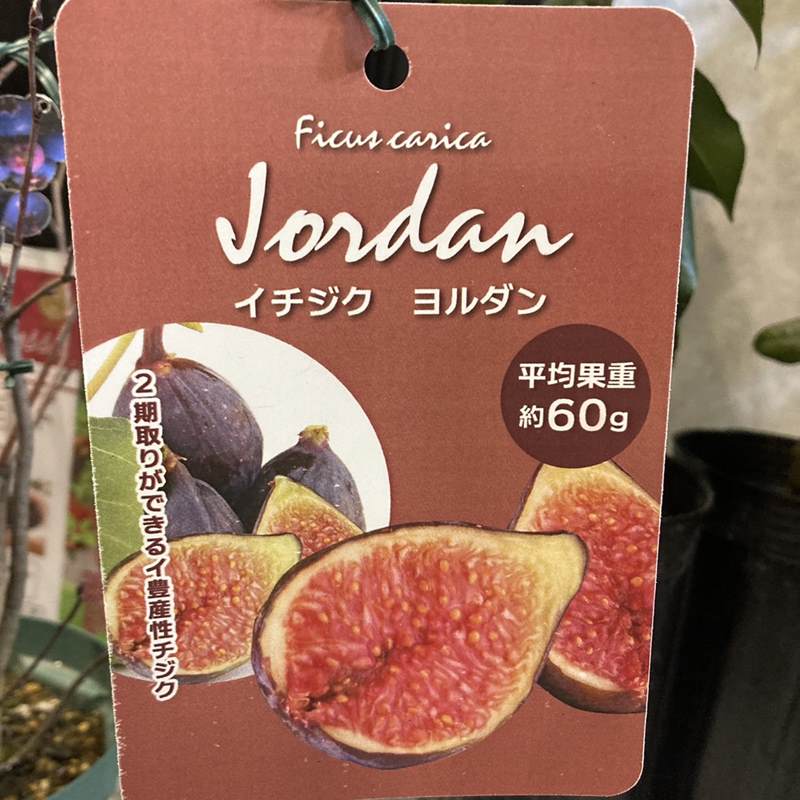 Ficus carica
Jordan
イチジク ヨルダン
平均果重
約60g
2期取りができるイ豊産性チジク